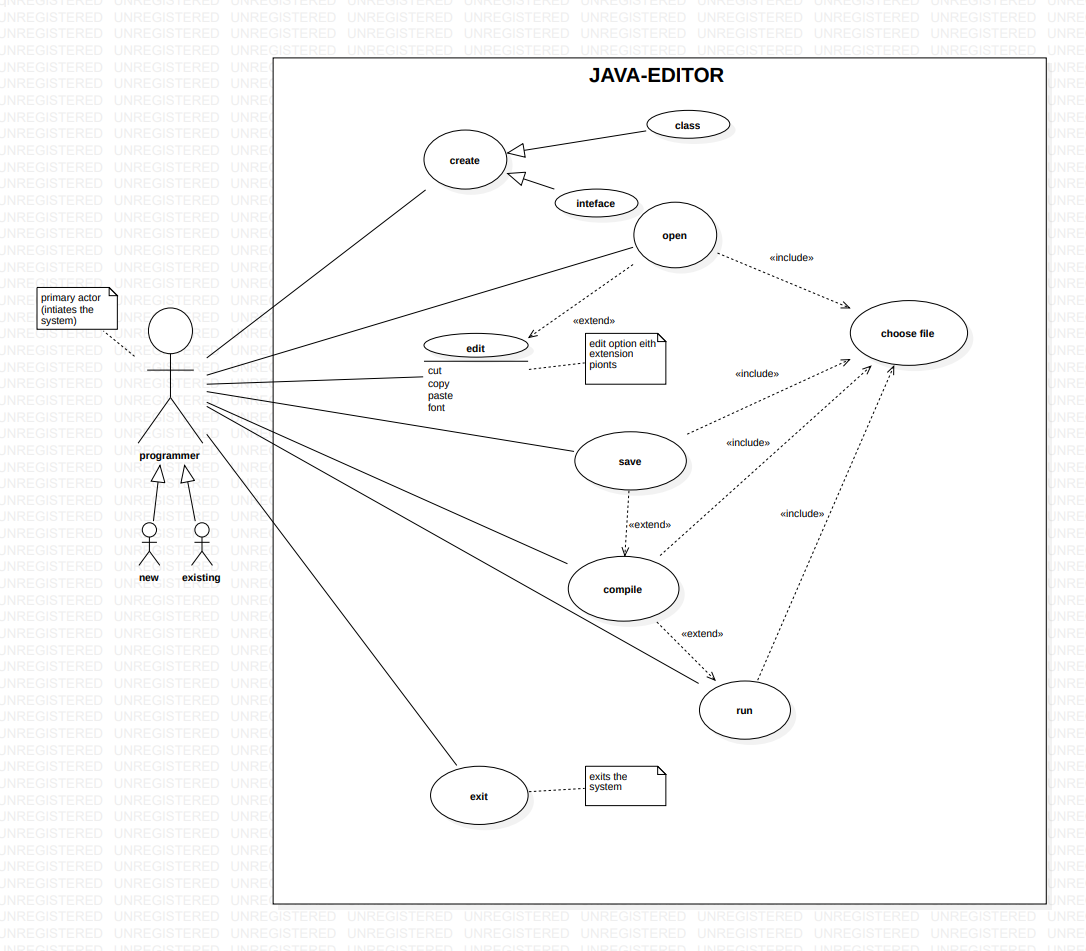 JAVA-EDITOR
class
create
inteface
open
«include»
primary actor
(intiates the
system)
choose file
«extend»
edit
edit option eith
extension
pionts
cut
copy
paste
font
«include»
«include»
programmer
save
«include»
«extend»
new
existing
compile
«extend»
run
exits the
system
exit
UNREGISTERED